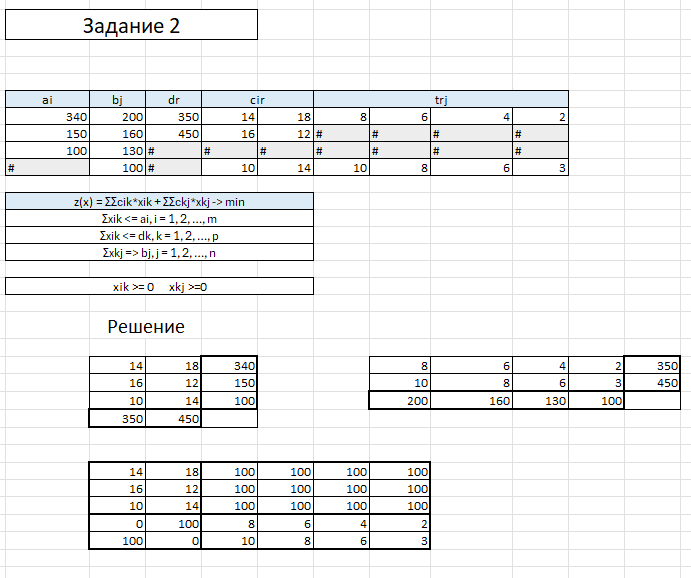 Задание 2
ai bj dr cir trj
340 200 350 14 18 8 6 4 2
150 160 450 16 12 # # # #
100 130 # # # # # # #
# 100 # 10 14 10 8 6 3
z(x) = ΣΣcik*xik + ΣΣckj*xkj -> min
Σxik <= ai, i = 1, 2, ..., m
Σxik <= dk, k = 1, 2, ..., p
Σxkj => bj, j = 1, 2, ..., n
xik >= 0 xkj >=0
Решение
14 18 340 8 6 4 2 350
16 12 150 10 8 6 3 450
10 14 100 200 160 130 100
350 450
14 18 100 100 100 100
16 12 100 100 100 100
10 14 100 100 100 100
0 100 8 6 4 2
100 0 10 8 6 3